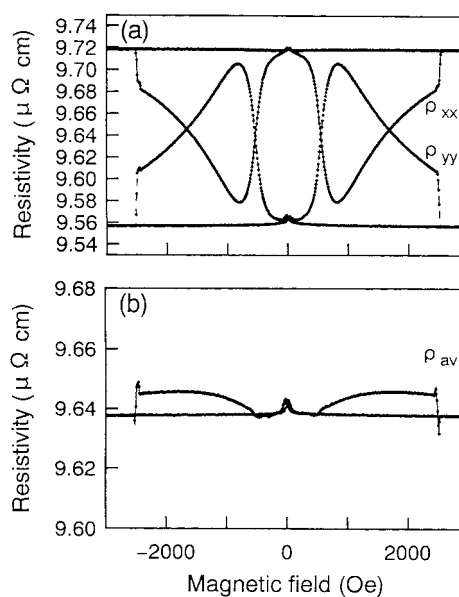 (a)
Resistivity (μ Ω cm)
9.74
9.72
9.70
9.68
9.66
9.64
9.62
9.60
9.58
9.56
9.54
ρ xx
ρ yy
(b)
Resistivity (μ Ω cm)
9.68
9.66
9.64
9.62
9.60
ρ av
−2000 0 2000
Magnetic field (Oe)